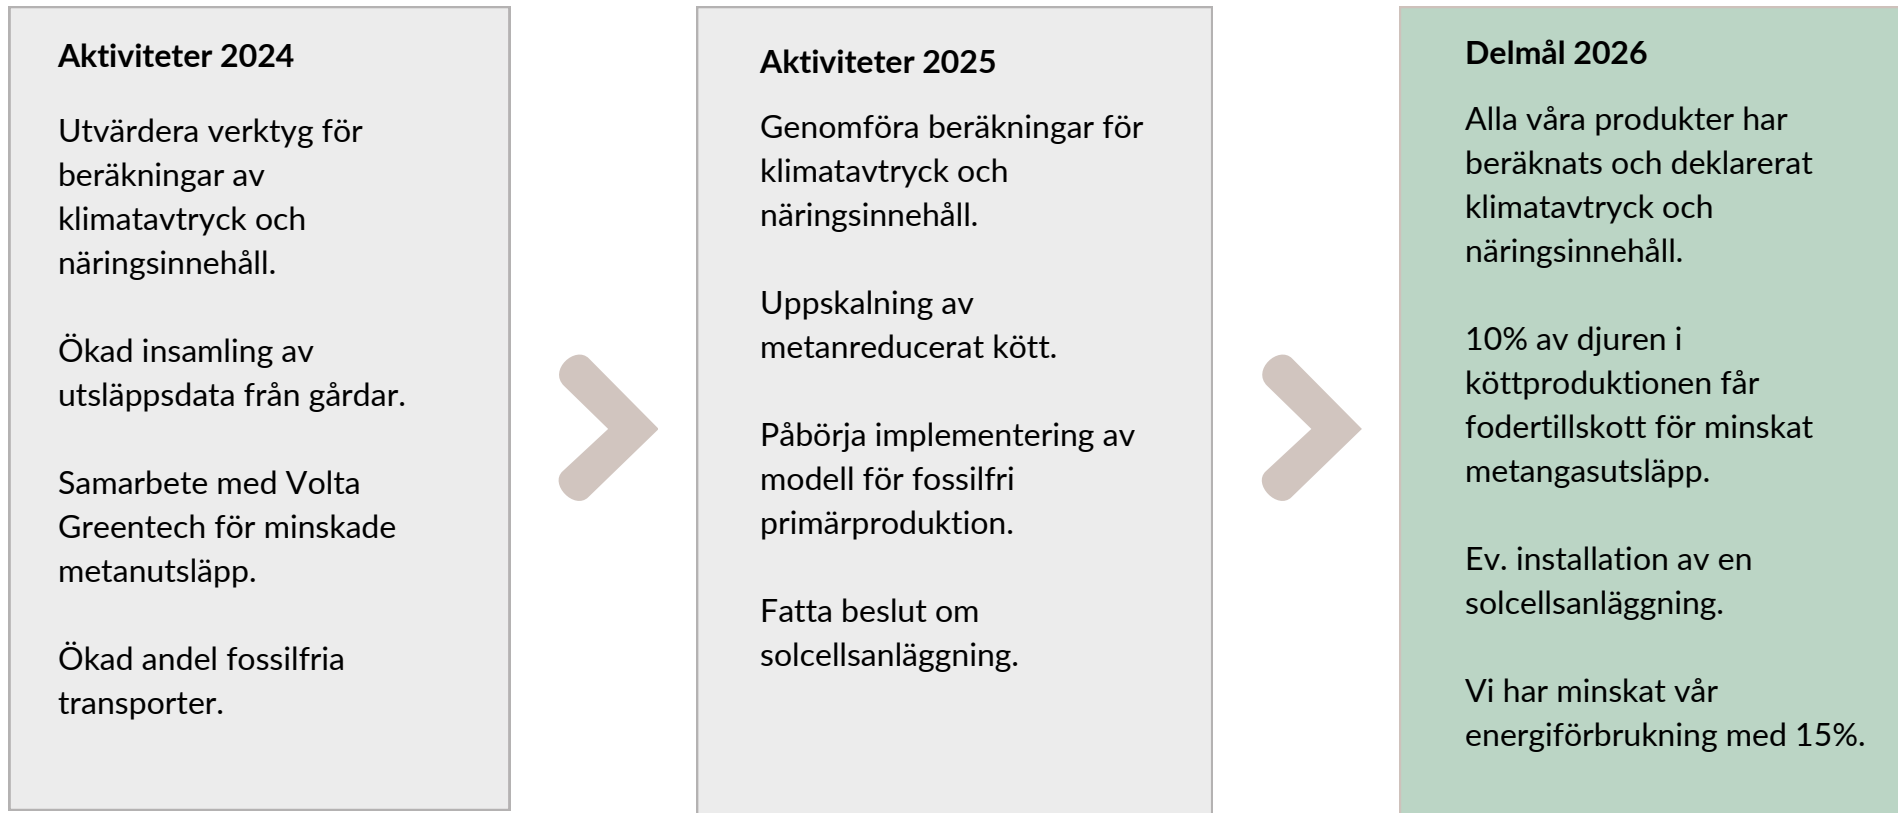 Aktiviteter 2024
Utvärdera verktyg för
beräkningar av
klimatavtryck och
näringsinnehåll.
Ökad insamling av
utsläppsdata från gårdar.
Samarbete med Volta
Greentech för minskade
metanutsläpp.
Ökad andel fossilfria
transporter.
Aktiviteter 2025
Genomföra beräkningar för
klimatavtryck och
näringsinnehåll.
Uppskalning av
metanreducerat kött.
Påbörja implementering av
modell för fossilfri
primärproduktion.
Fatta beslut om
solcellsanläggning.
Delmål 2026
Alla våra produkter har
beräknats och deklarerat
klimatavtryck och
näringsinnehåll.
10% av djuren i
köttproduktionen får
fodertillskott för minskat
metangasutsläpp.
Ev. installation av en
solcellsanläggning.
Vi har minskat vår
energiförbrukning med 15%.